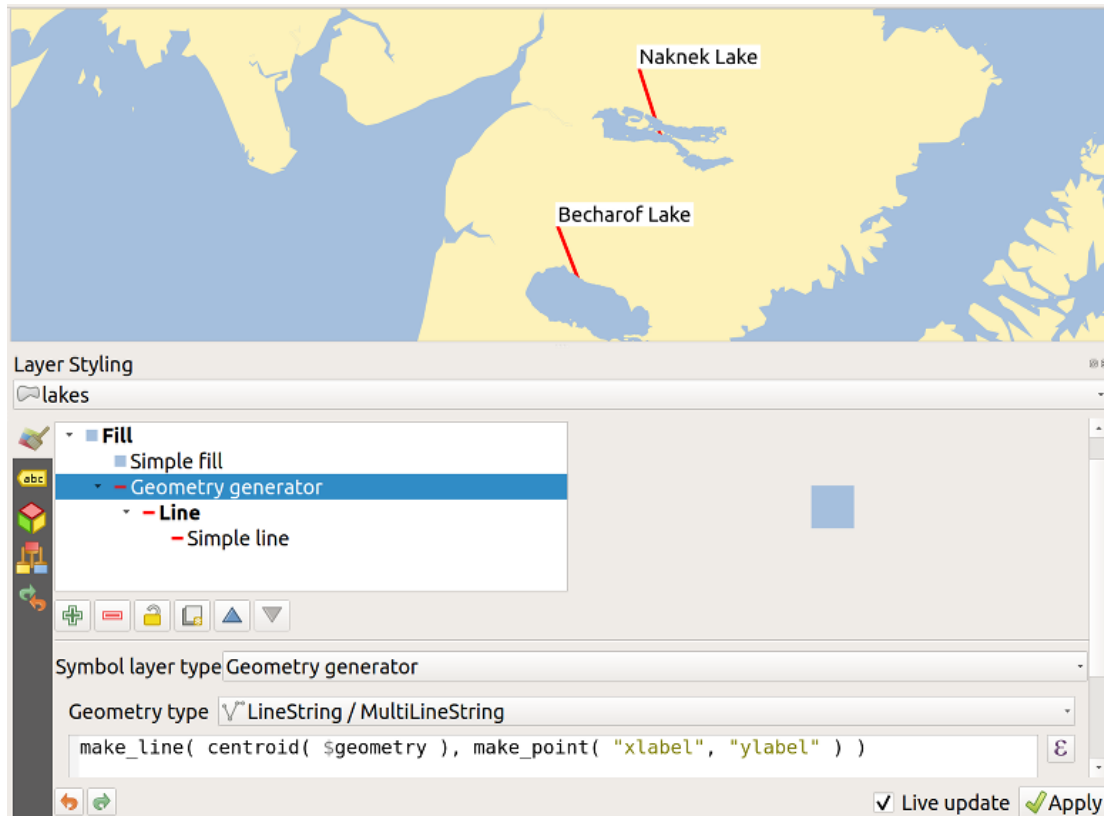 Naknek Lake
Becharof Lake
Layer Styling
lakes
abc
Fill
Simple fill
Geometry generator
Line
Simple line
Symbol layer type Geometry generator
Geometry type LineString / MultiLineString
make_line( centroid( $geometry ), make_point( "xlabel", "ylabel" ) )
ε
Live update Apply